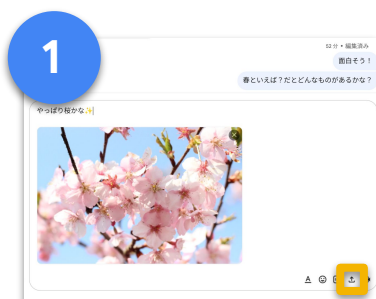 1
52 分 • 編集済み
面白そう！
春といえば？だとどんなものがあるかな？
やっぱり桜かな✨